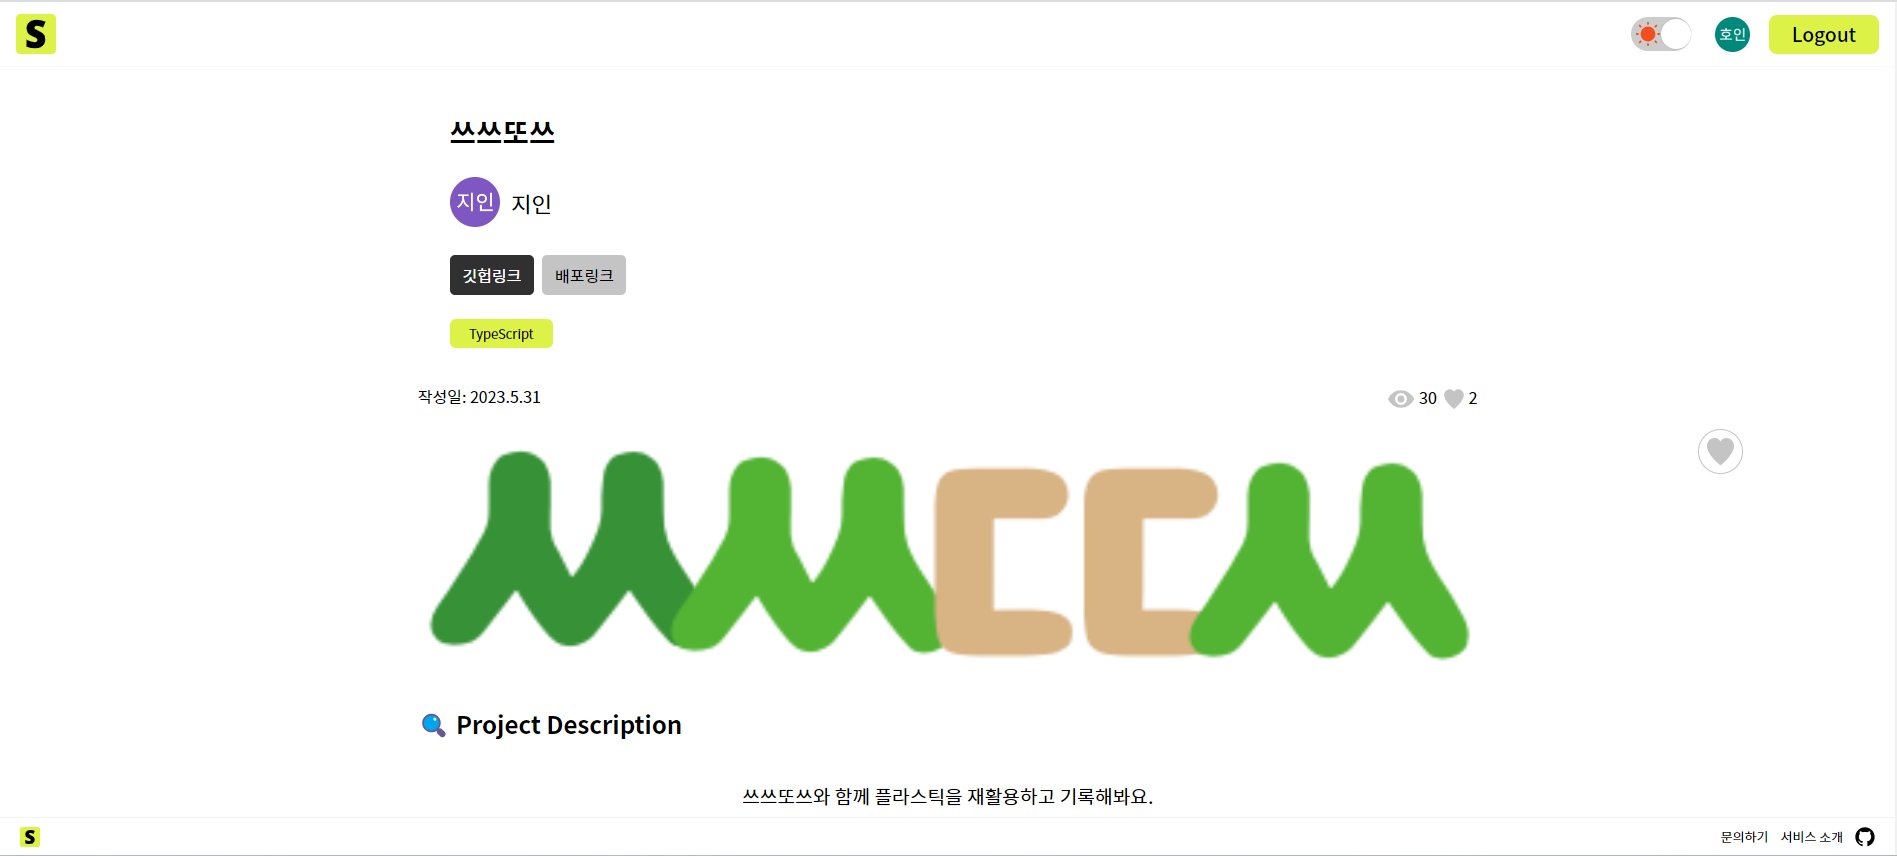 S
호인
Logout
쓰쓰또쓰
지인 지인
깃헙링크 배포링크
TypeScript
작성일: 2023.5.31 30 2
Project Description
쓰쓰또쓰와 함께 플라스틱을 재활용하고 기록해봐요.
S 문의하기 서비스 소개